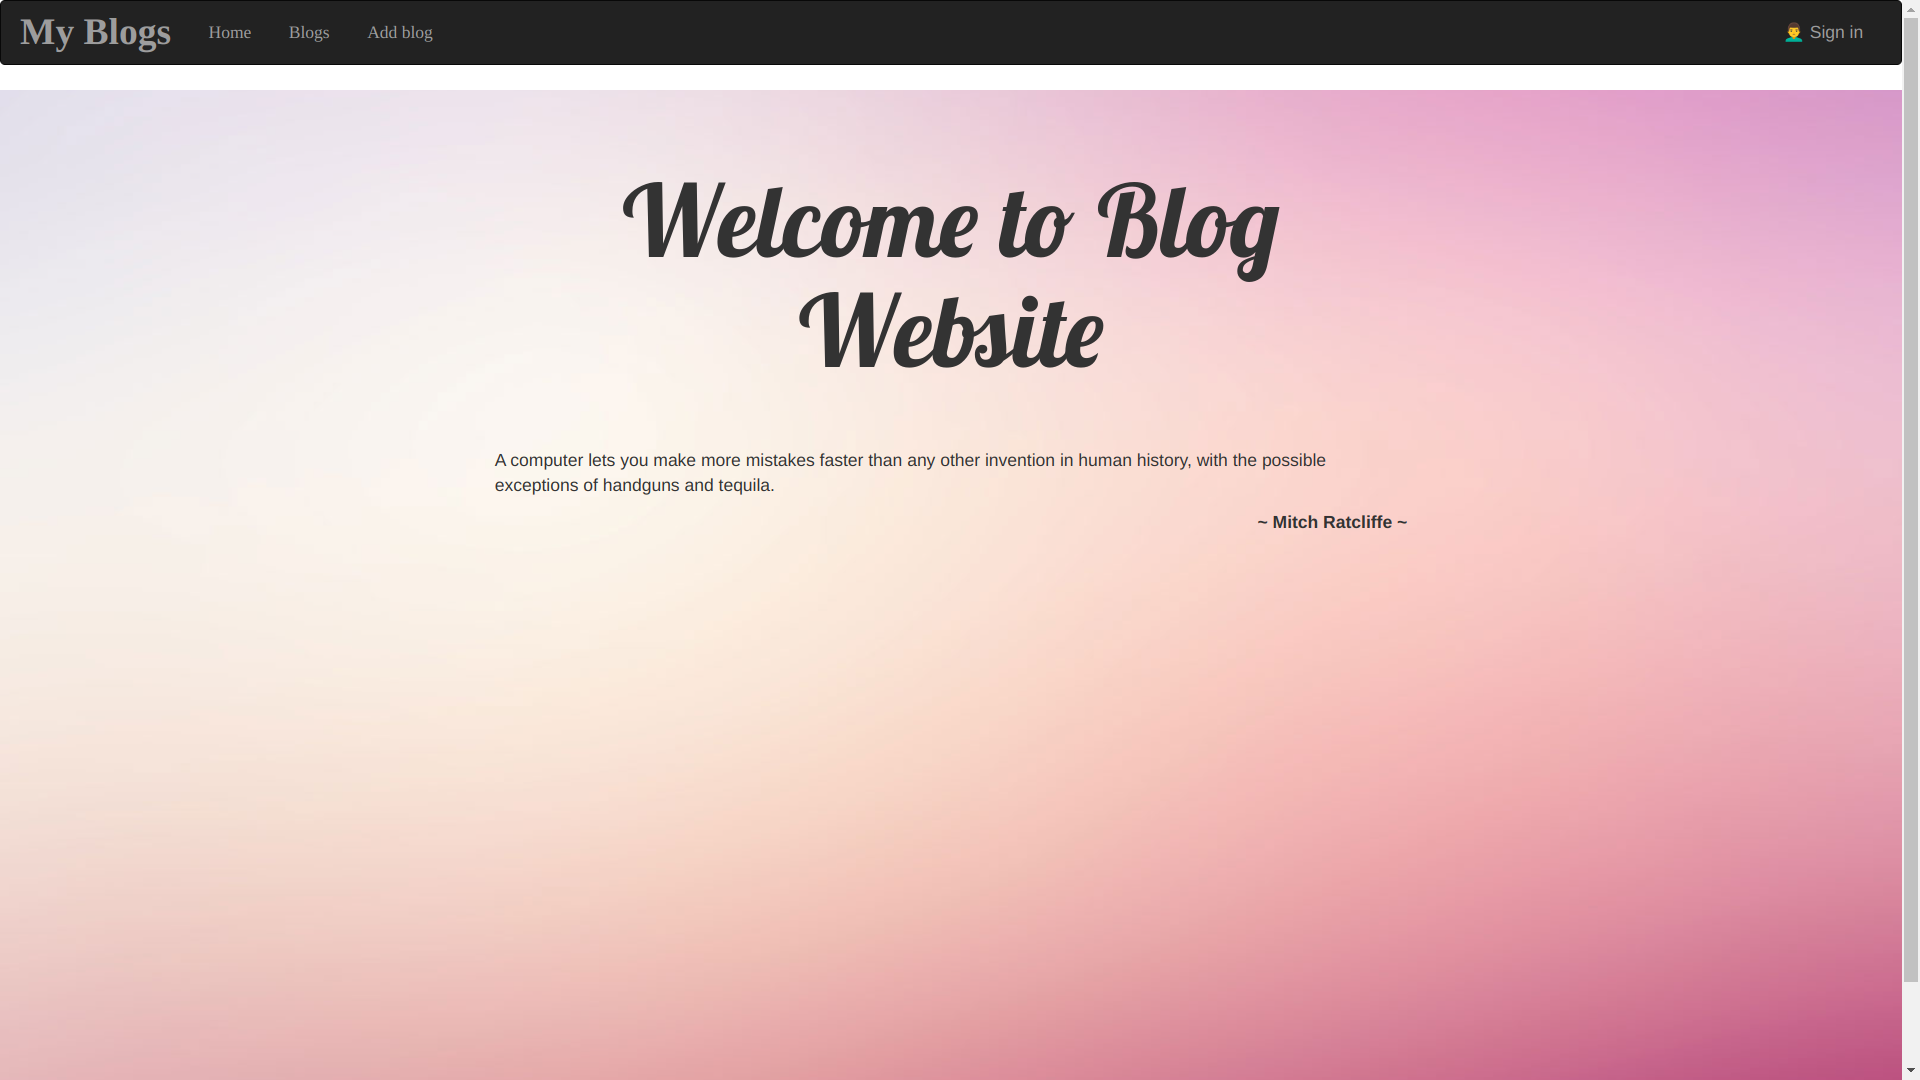 My Blogs
Home
Blogs
Add blog
Sign in
Welcome to Blog
Website
A computer lets you make more mistakes faster than any other invention in human history, with the possible
exceptions of handguns and tequila.
~ Mitch Ratcliffe ~